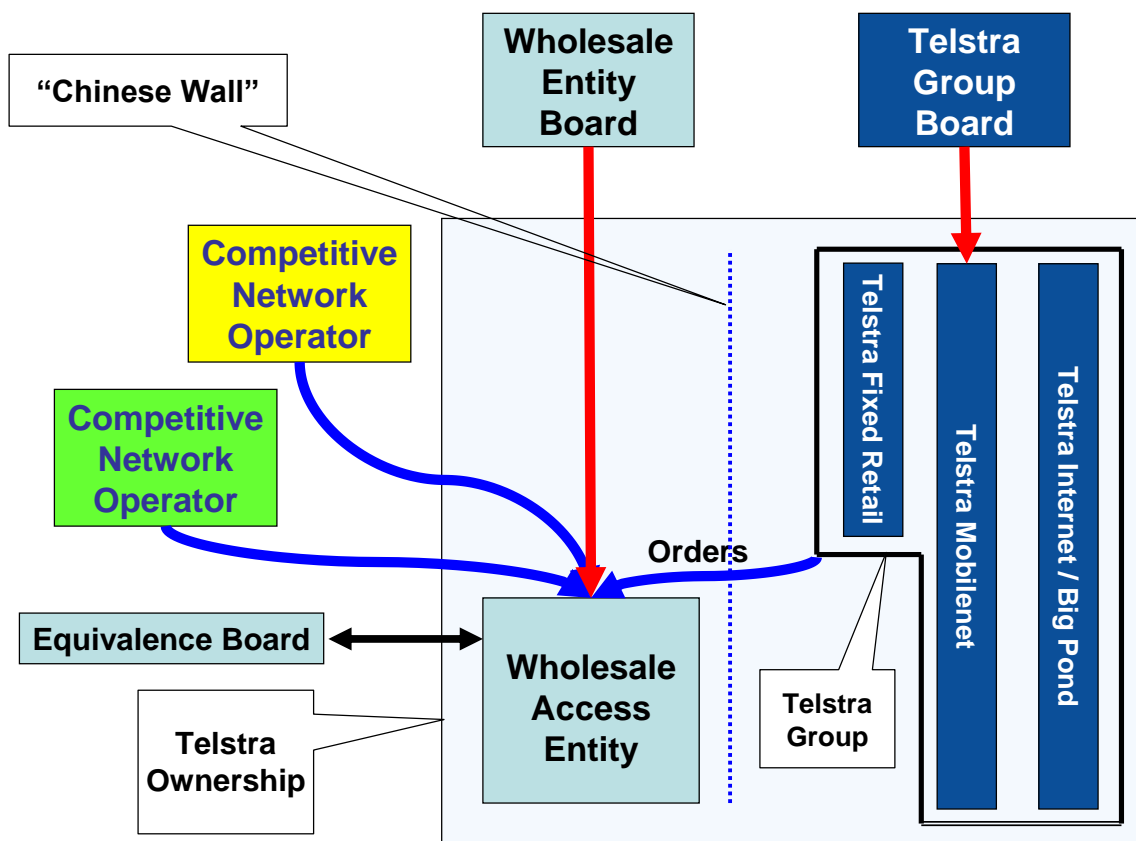 Wholesale
Entity
Board
Telstra
Group
Board
“Chinese Wall”
Competitive
Network
Operator
Competitive
Network
Operator
Telstra Fixed Retail
Telstra Mobilenet
Telstra Internet / Big Pond
Orders
Equivalence Board
Wholesale
Access
Entity
Telstra
Group
Telstra
Ownership